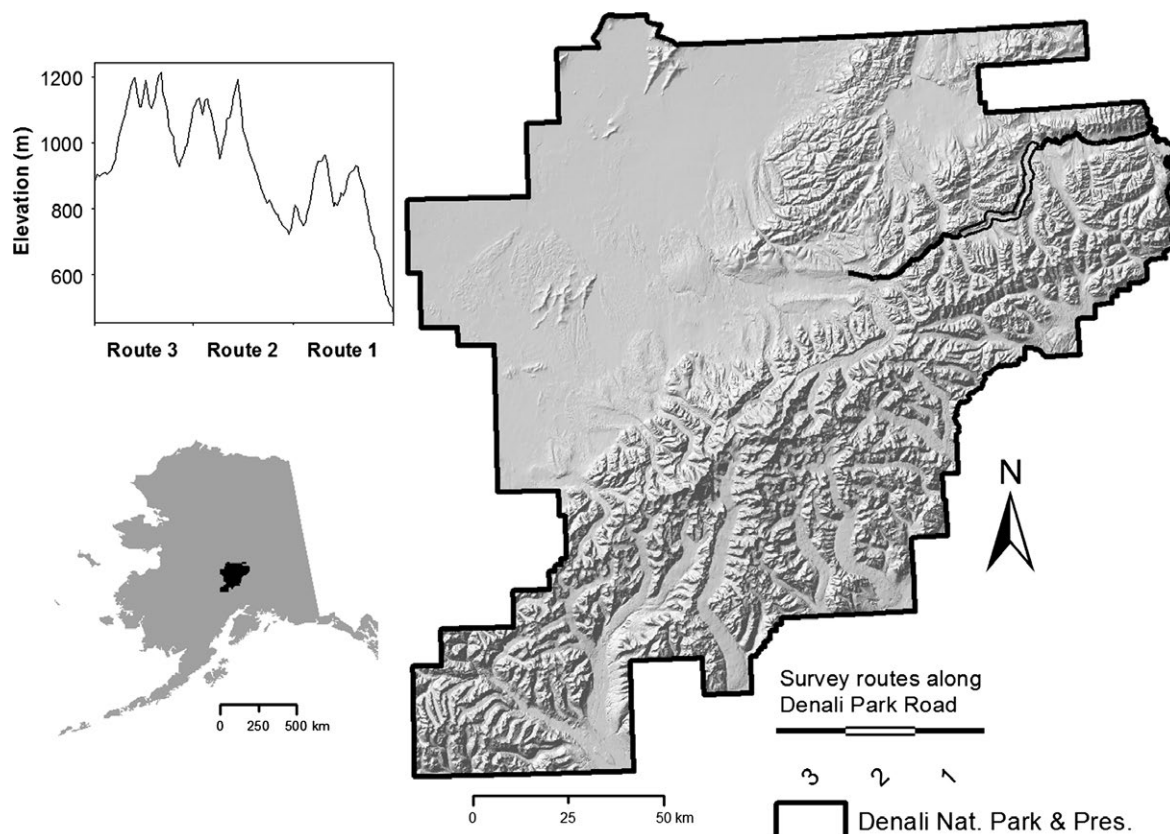 Elevation (m)
1200
1000
800
600
Route 3 Route 2 Route 1
0 250 500 km
N
Survey routes along
Denali Park Road
3 2 1
0 25 50 km
Denali Nat. Park & Pres.